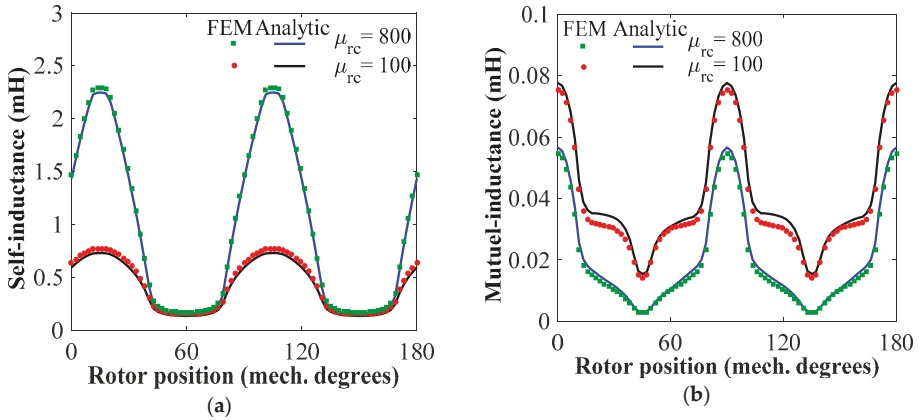 (a)
FEM Analytic
μrc = 800
μrc = 100
Self-inductance (mH)
3
2.5
2
1.5
1
0.5
0
0 60 120 180
Rotor position (mech. degrees)
(a)
FEM Analytic
μrc = 800
μrc = 100
Mutuel-inductance (mH)
0.1
0.08
0.06
0.04
0.02
0
0 60 120 180
Rotor position (mech. degrees)
(b)